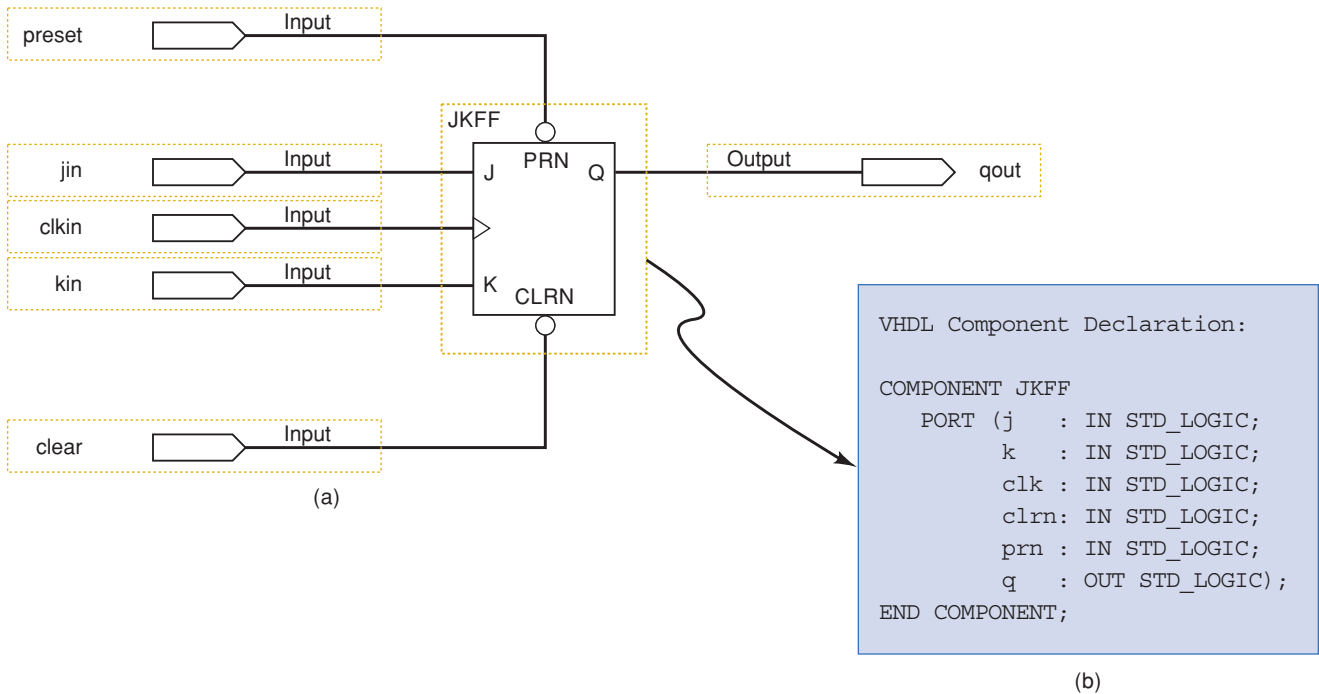 preset
Input
JKFF
PRN
jin
Input
J
Q
Output
qout
clkin
Input
kin
Input
K
CLRN
clear
Input
(a)
VHDL Component Declaration:
COMPONENT JKFF
PORT (j : IN STD_LOGIC;
k : IN STD_LOGIC;
clk : IN STD_LOGIC;
clrn: IN STD_LOGIC;
prn : IN STD_LOGIC;
q : OUT STD_LOGIC);
END COMPONENT;
(b)